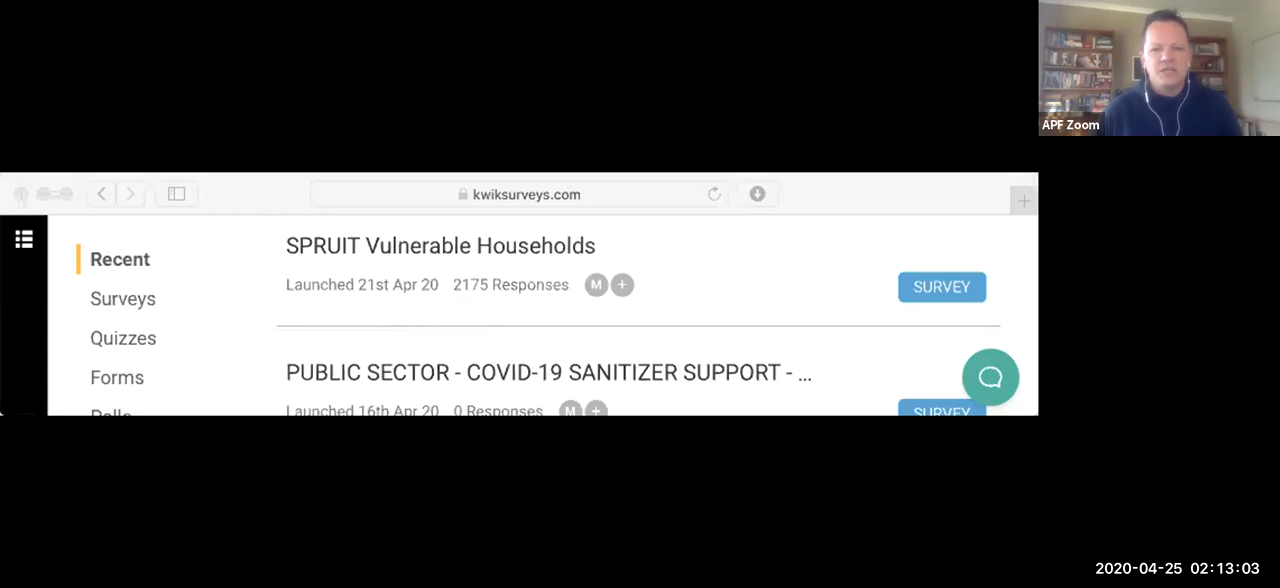 APF Zoom
kwiksurveys.com
Recent
Surveys
Quizzes
Forms
Polls
SPRUIT Vulnerable Households
Launched 21st Apr 20 2175 Responses M +
SURVEY
PUBLIC SECTOR - COVID-19 SANITIZER SUPPORT - ...
Launched 16th Apr 20 0 Responses M +
SURVEY
2020-04-25 02:13:03